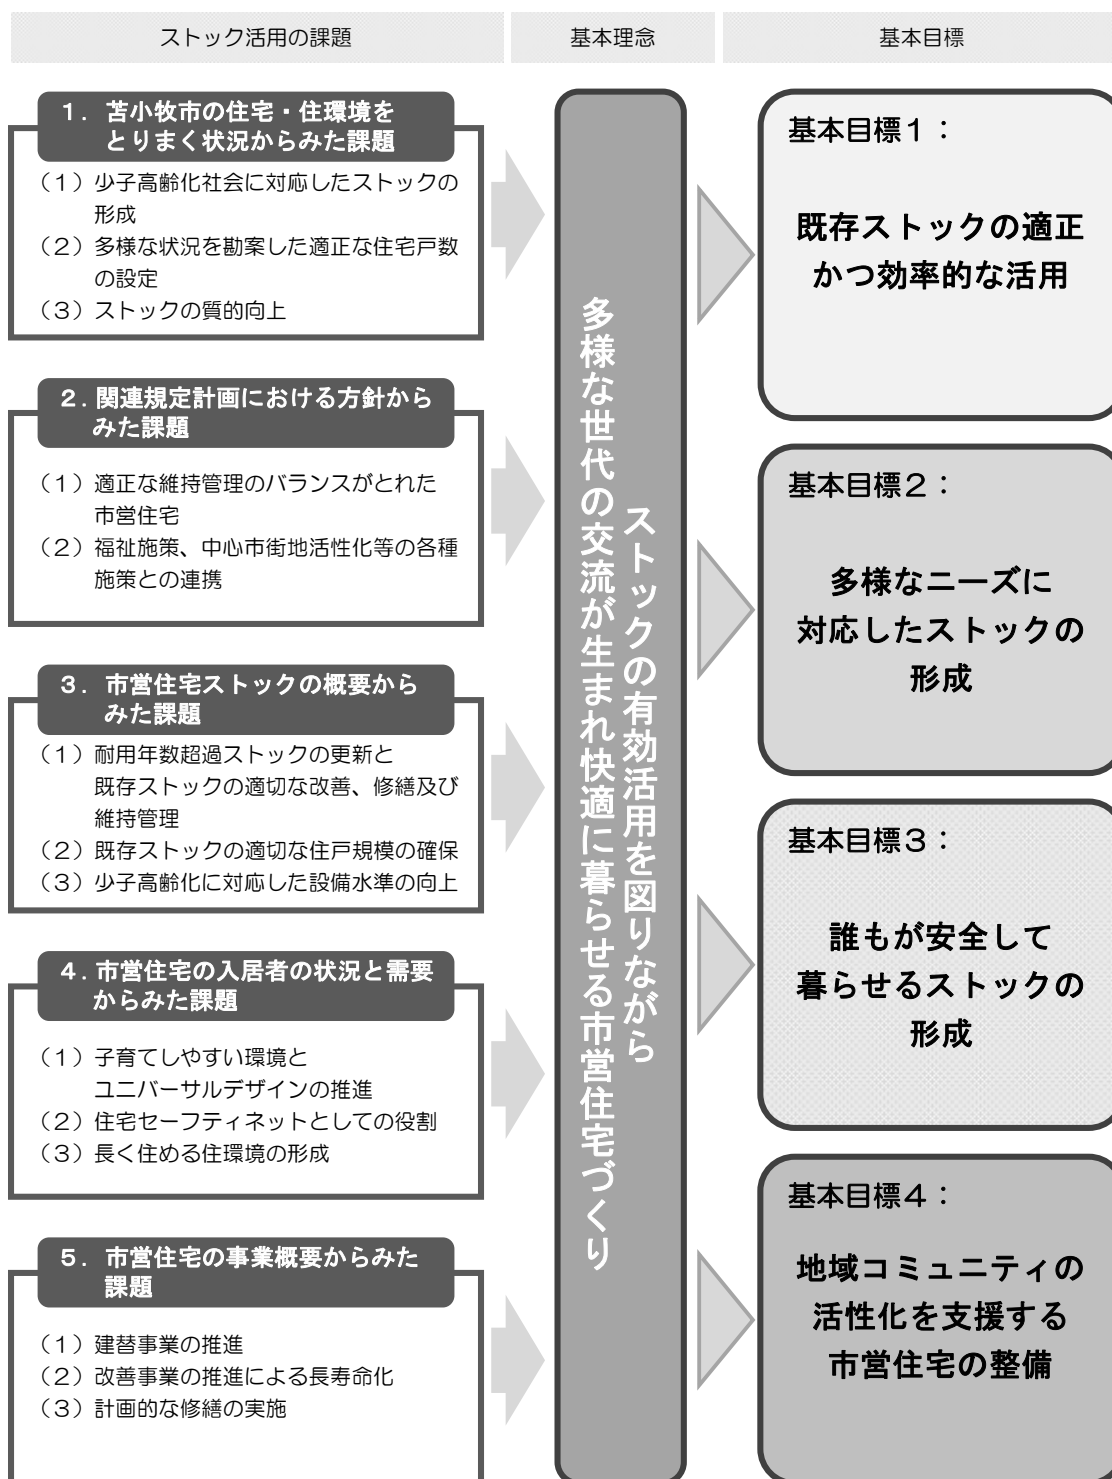 ストック活用の課題
基本理念
基本目標
１．苫小牧市の住宅・住環境を
とりまく状況からみた課題
（１）少子高齢化社会に対応したストックの
形成
（２）多様な状況を勘案した適正な住宅戸数
の設定
（３）ストックの質的向上
２．関連規定計画における方針から
みた課題
（１）適正な維持管理のバランスがとれた
市営住宅
（２）福祉施策、中心市街地活性化等の各種
施策との連携
３．市営住宅ストックの概要から
みた課題
（１）耐用年数超過ストックの更新と
既存ストックの適切な改善、修繕及び
維持管理
（２）既存ストックの適切な住戸規模の確保
（３）少子高齢化に対応した設備水準の向上
４．市営住宅の入居者の状況と需要
からみた課題
（１）子育てしやすい環境と
ユニバーサルデザインの推進
（２）住宅セーフティネットとしての役割
（３）長く住める住環境の形成
５．市営住宅の事業概要からみた
課題
（１）建替事業の推進
（２）改善事業の推進による長寿命化
（３）計画的な修繕の実施
ストックの有効活用を図りながら
多様な世代の交流が生まれ快適に暮らせる市営住宅づくり
基本目標１：
既存ストックの適正
かつ効率的な活用
基本目標２：
多様なニーズに
対応したストックの
形成
基本目標３：
誰もが安全して
暮らせるストックの
形成
基本目標４：
地域コミュニティの
活性化を支援する
市営住宅の整備